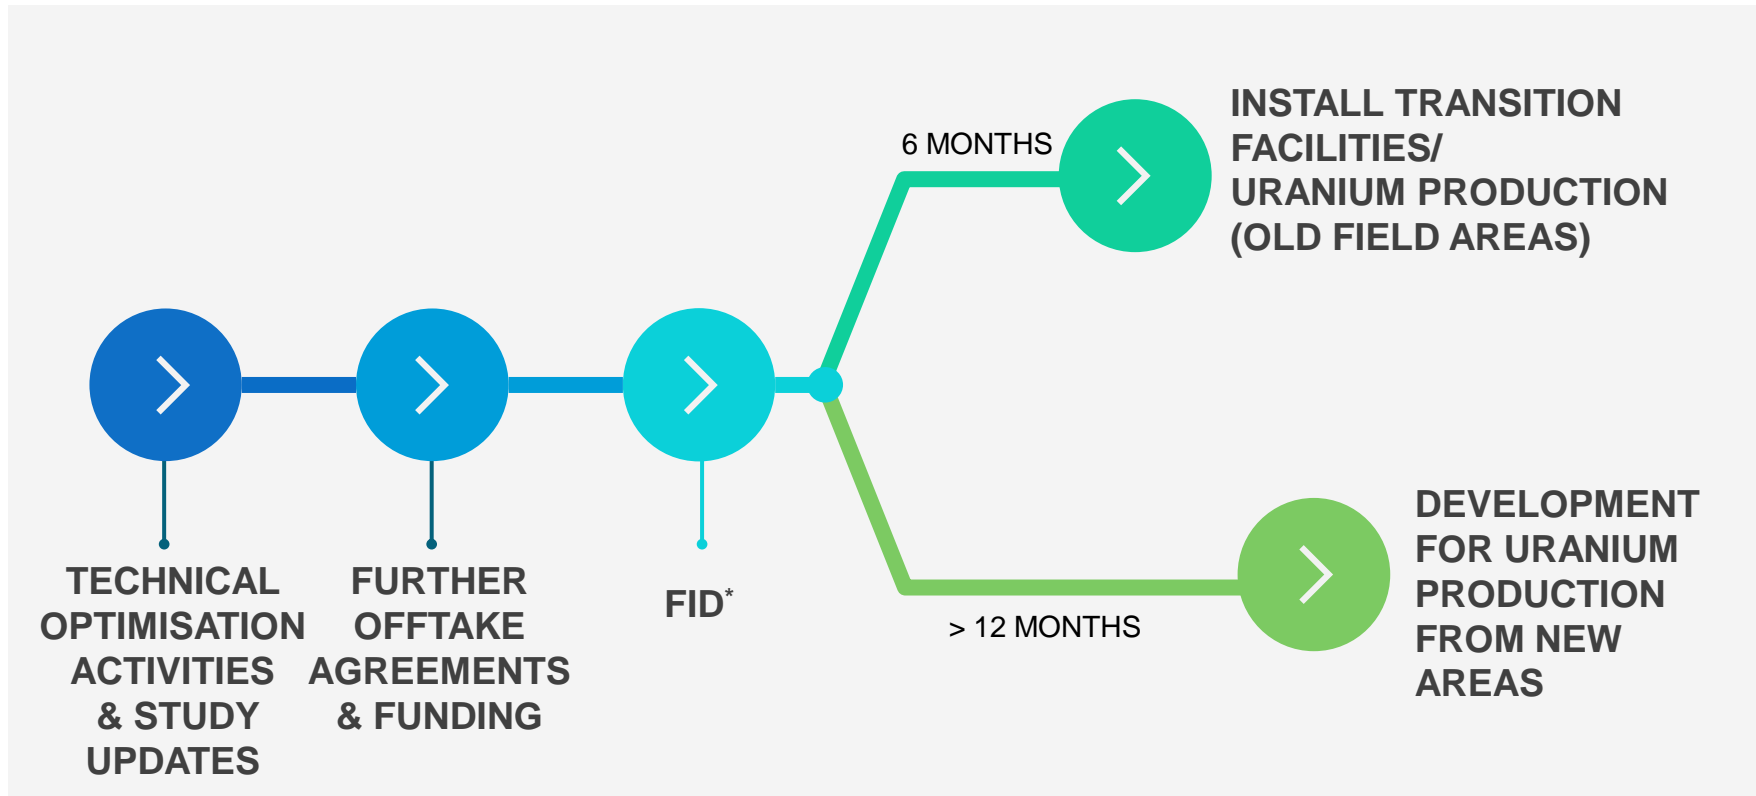 6 MONTHS
INSTALL TRANSITION
FACILITIES/
URANIUM PRODUCTION
(OLD FIELD AREAS)
TECHNICAL
OPTIMISATION
ACTIVITIES
& STUDY
UPDATES
FURTHER
OFFTAKE
AGREEMENTS
& FUNDING
FID*
> 12 MONTHS
DEVELOPMENT
FOR URANIUM
PRODUCTION
FROM NEW
AREAS